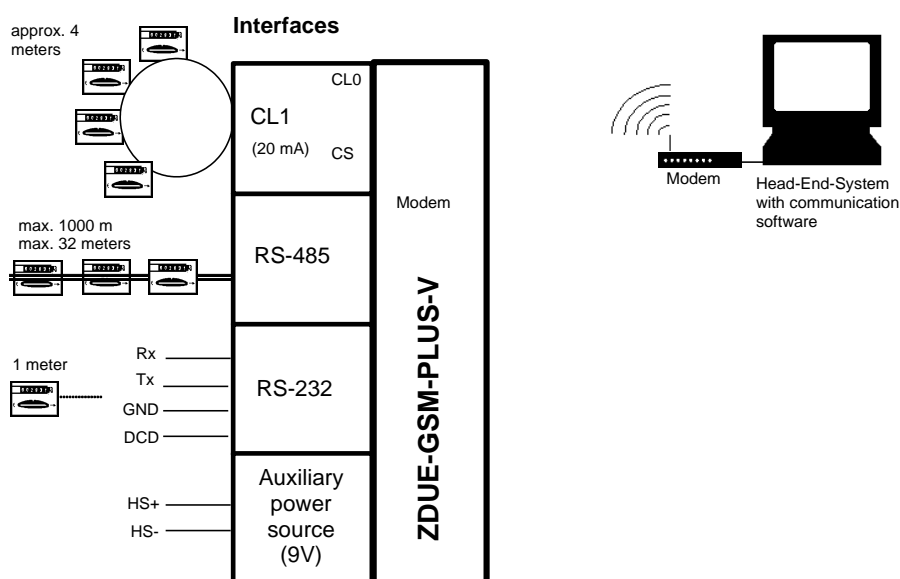 Interfaces
approx. 4
meters
CL0
CL1
(20 mA)
CS
max. 1000 m
max. 32 meters
RS-485
1 meter
Rx
Tx
GND
DCD
RS-232
HS+
HS-
Auxiliary
power
source
(9V)
Modem
ZDUE-GSM-PLUS-V
Modem
Head-End-System
with communication
software